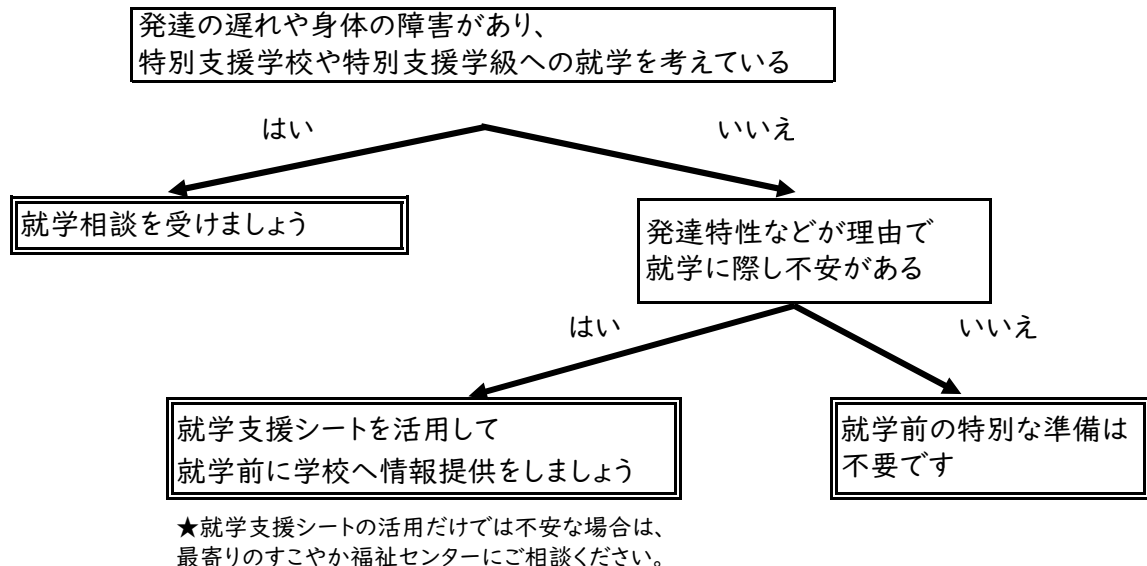 発達の遅れや身体の障害があり、
特別支援学校や特別支援学級への就学を考えている
はい
いいえ
就学相談を受けましょう
発達特性などが理由で
就学に際し不安がある
はい
いいえ
就学支援シートを活用して
就学前に学校へ情報提供をしましょう
就学前の特別な準備は
不要です
★就学支援シートの活用だけでは不安な場合は、
最寄りのすこやか福祉センターにご相談ください。